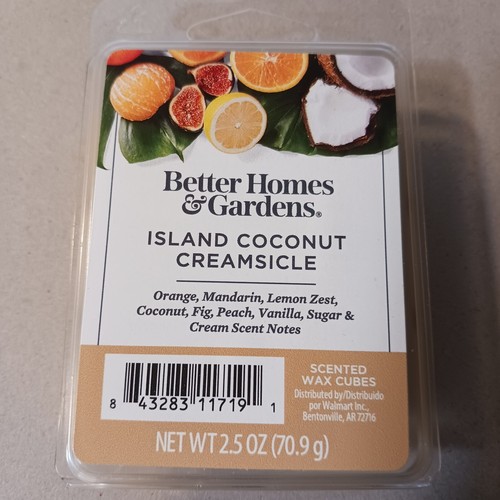 Better Homes
& Gardens®
ISLAND COCONUT
CREAMSICLE
Orange, Mandarin, Lemon Zest,
Coconut, Fig, Peach, Vanilla, Sugar &
Cream Scent Notes
SCENTED
WAX CUBES
Distributed by/Distribuido
por Walmart Inc.,
Bentonville, AR 72716
8 43283 11719 1
NET WT 2.5 OZ (70.9 g)